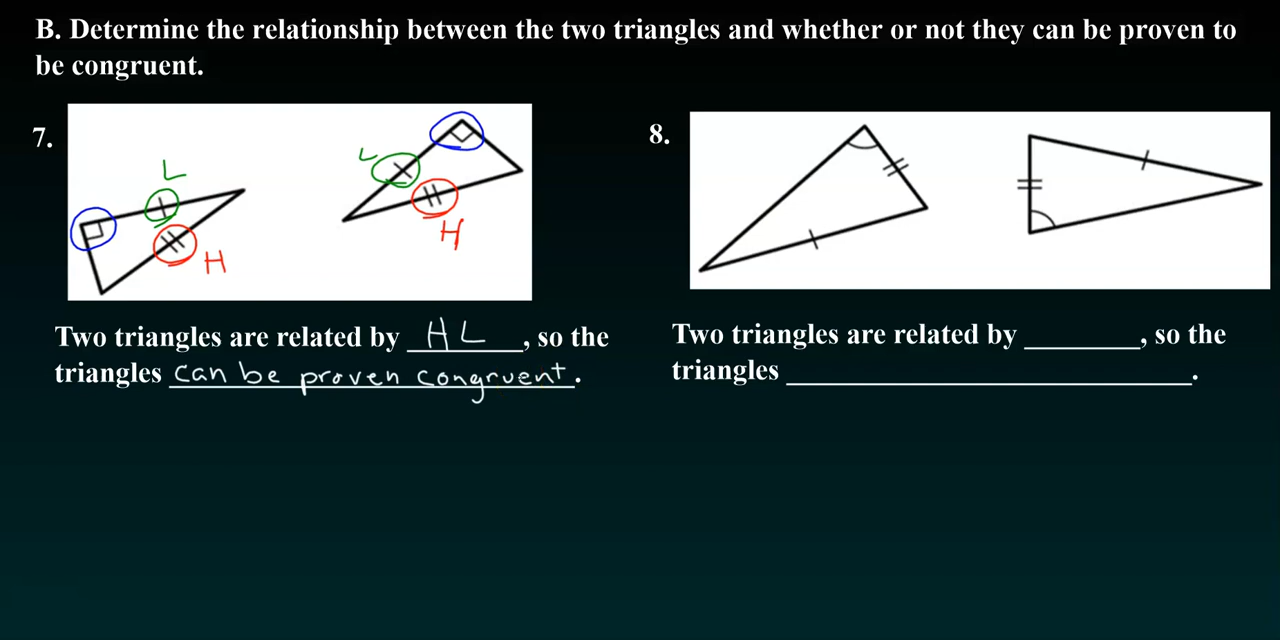 B. Determine the relationship between the two triangles and whether or not they can be proven to
be congruent.
7.
L
H
L
H
Two triangles are related by HL, so the
triangles can be proven congruent.
8.
Two triangles are related by ________, so the
triangles ____________________________.